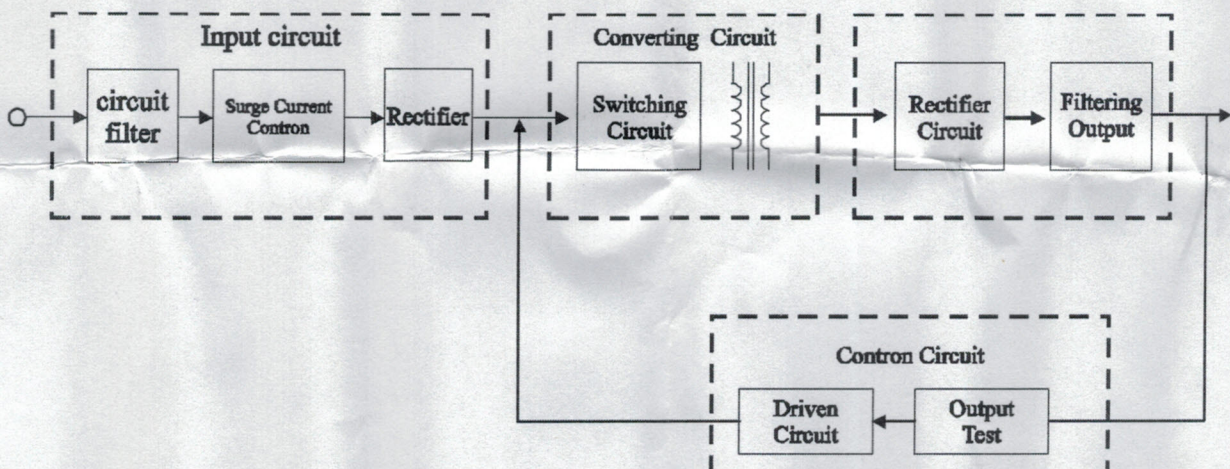 Input circuit
circuit
filter
Surge Current
Contron
Rectifier
Converting Circuit
Switching
Circuit
Rectifier
Circuit
Filtering
Output
Contron Circuit
Driven
Circuit
Output
Test